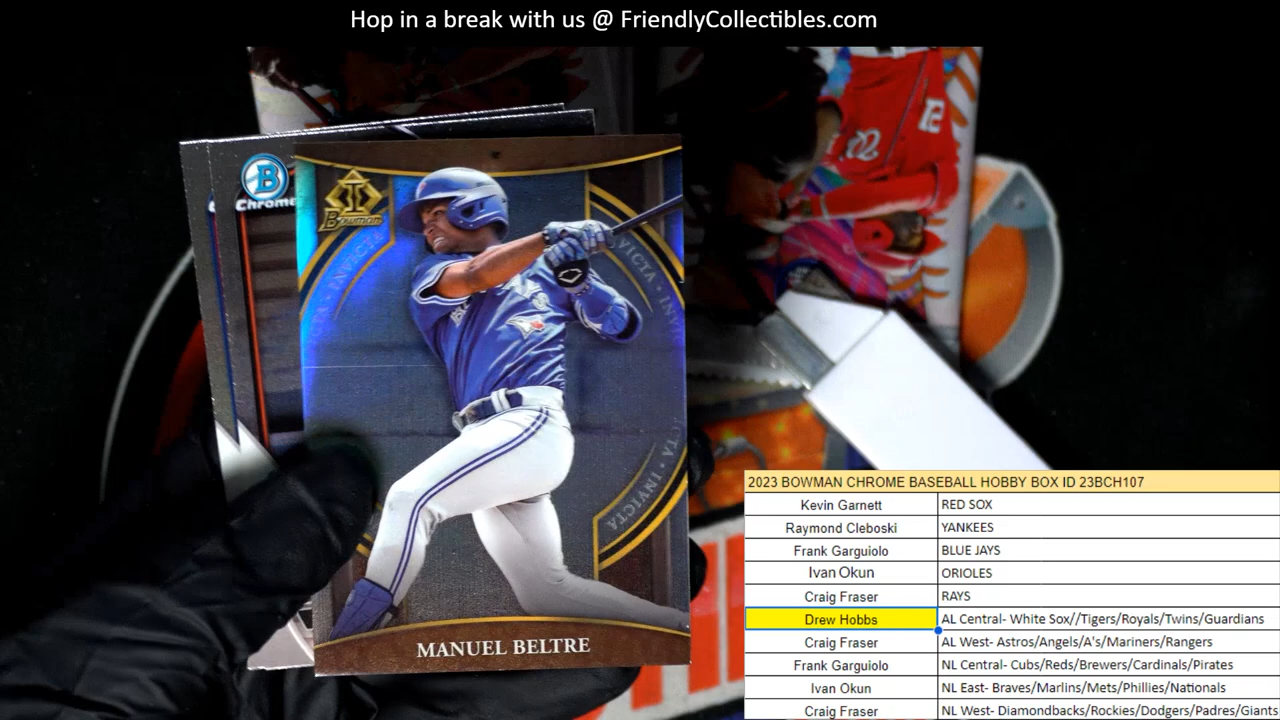 Hop in a break with us @ FriendlyCollectibles.com
12
B
Chrome
Bowman
INVICTA
INVICTA • INV
INVICTA
MANUEL BELTRE
2023 BOWMAN CHROME BASEBALL HOBBY BOX ID 23BCH107
Kevin Garnett RED SOX
Raymond Cleboski YANKEES
Frank Garguiolo BLUE JAYS
Ivan Okun ORIOLES
Craig Fraser RAYS
Drew Hobbs AL Central- White Sox//Tigers/Royals/Twins/Guardians
Craig Fraser AL West- Astros/Angels/A's/Mariners/Rangers
Frank Garguiolo NL Central- Cubs/Reds/Brewers/Cardinals/Pirates
Ivan Okun NL East- Braves/Marlins/Mets/Phillies/Nationals
Craig Fraser NL West- Diamondbacks/Rockies/Dodgers/Padres/Giants